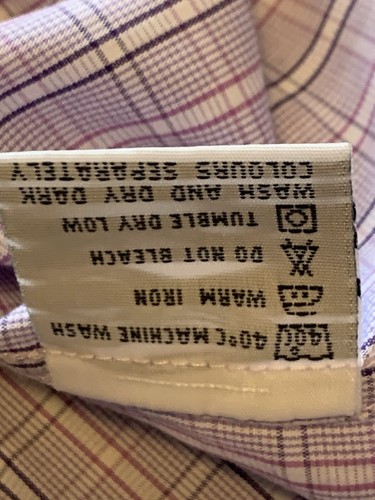 40°C MACHINE WASH
WARM IRON
DO NOT BLEACH
TUMBLE DRY LOW
WASH AND DRY DARK
COLOURS SEPARATELY